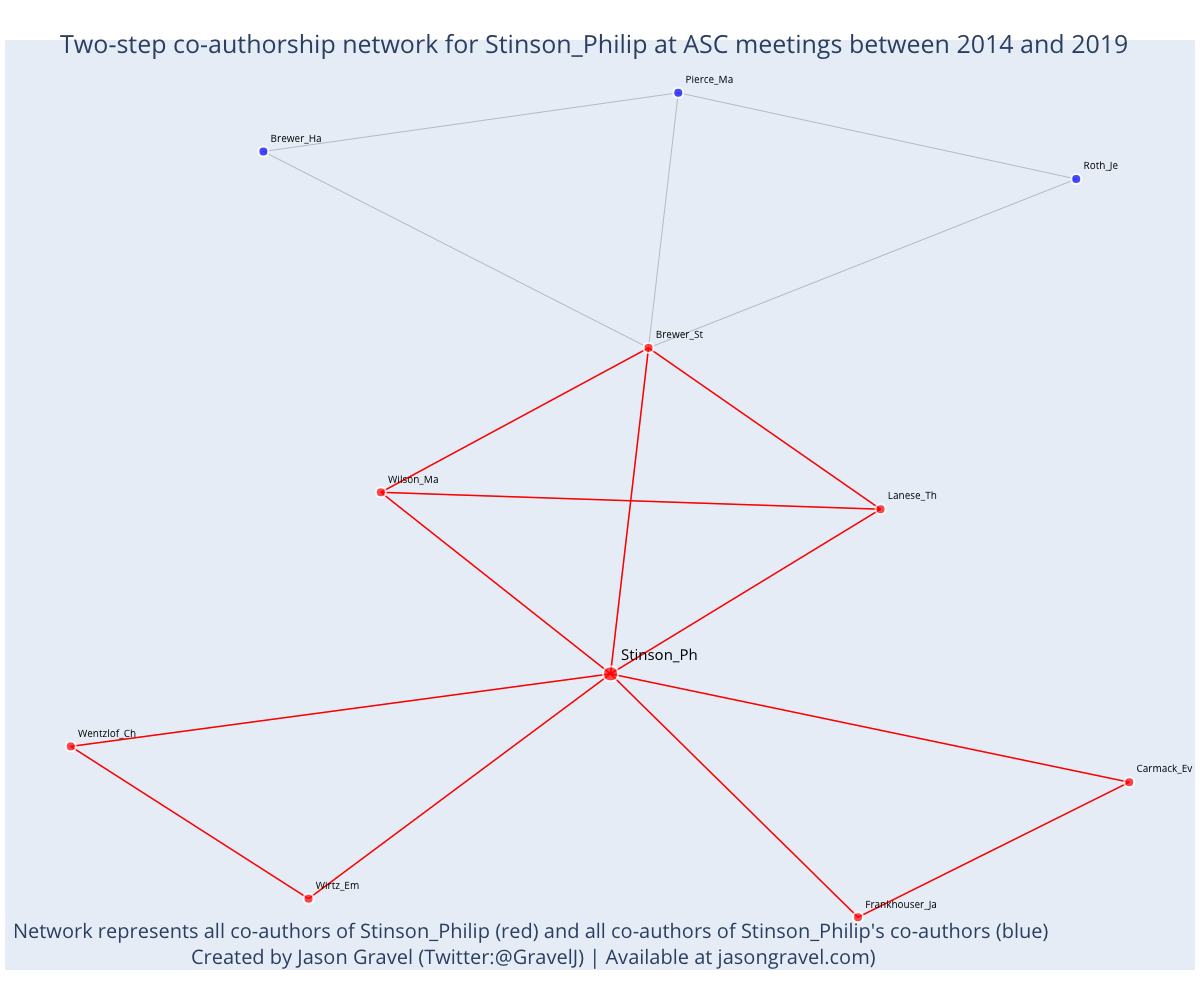 Two-step co-authorship network for Stinson_Philip at ASC meetings between 2014 and 2019
Pierce_Ma
Brewer_Ha
Roth_Je
Brewer_St
Wilson_Ma
Lanese_Th
Stinson_Ph
Wentzlof_Ch
Carmack_Ev
Wirtz_Em
Frankhouser_Ja
Network represents all co-authors of Stinson_Philip (red) and all co-authors of Stinson_Philip's co-authors (blue)
Created by Jason Gravel (Twitter:@GravelJ) | Available at jasongravel.com)